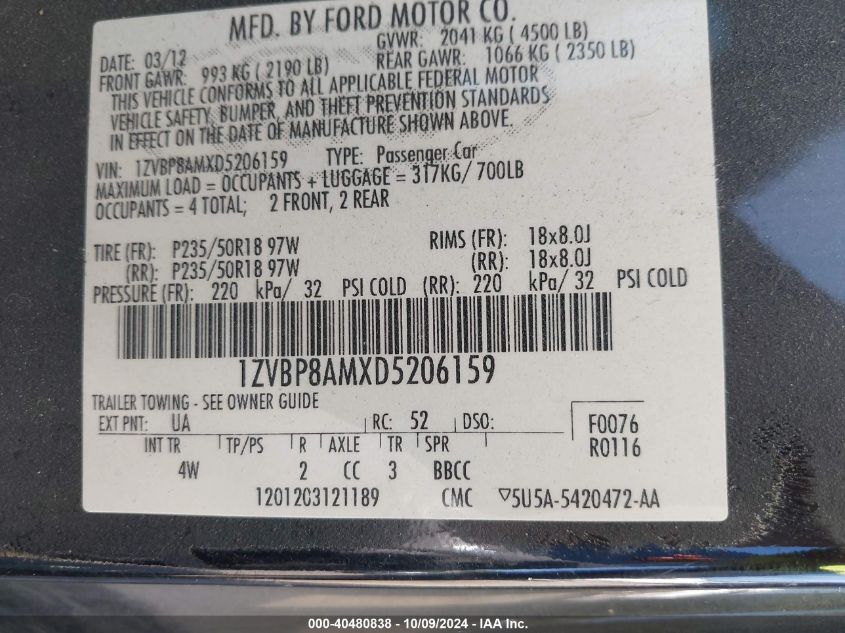 MFD. BY FORD MOTOR CO.
DATE: 03/12 GVWR: 2041 KG ( 4500 LB)
FRONT GAWR: 993 KG ( 2190 LB) REAR GAWR: 1066 KG ( 2350 LB)
THIS VEHICLE CONFORMS TO ALL APPLICABLE FEDERAL MOTOR
VEHICLE SAFETY, BUMPER, AND THEFT PREVENTION STANDARDS
IN EFFECT ON THE DATE OF MANUFACTURE SHOWN ABOVE.
VIN: 1ZVBP8AMXD5206159 TYPE: Passenger Car
MAXIMUM LOAD = OCCUPANTS + LUGGAGE = 317KG/ 700LB
OCCUPANTS = 4 TOTAL; 2 FRONT, 2 REAR
TIRE (FR): P235/50R18 97W RIMS (FR): 18x8.0J
(RR): P235/50R18 97W (RR): 18x8.0J
PRESSURE (FR): 220 kPa/ 32 PSI COLD (RR): 220 kPa/ 32 PSI COLD
1ZVBP8AMXD5206159
TRAILER TOWING - SEE OWNER GUIDE
EXT PNT: UA RC: 52 DSO: F0076
INT TR TP/PS R AXLE TR SPR R0116
4W 2 CC 3 BBCC
1201203121189 CMC ▽5U5A-5420472-AA
000-40480838 - 10/09/2024 - IAA Inc.